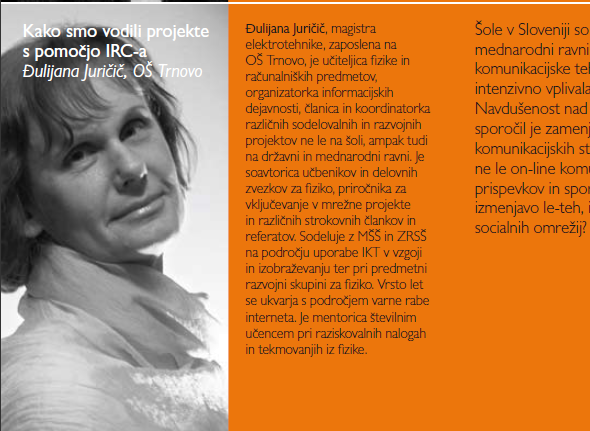 Kako smo vodili projekte
s pomočjo IRC-a
Đulijana Juričič, OŠ Trnovo
Đulijana Juričič, magistra
elektrotehnike, zaposlena na
OŠ Trnovo, je učiteljica fizike in
računalniških predmetov,
organizatorka informacijskih
dejavnosti, članica in koordinatorka
različnih sodelovalnih in razvojnih
projektov ne le na šoli, ampak tudi
na državni in mednarodni ravni. Je
soavtorica učbenikov in delovnih
zvezkov za fiziko, priročnika za
vključevanje v mrežne projekte
in različnih strokovnih člankov in
referatov. Sodeluje z MŠŠ in ZRSŠ
na področju uporabe IKT v vzgoji
in izobraževanju ter pri predmetni
razvojni skupini za fiziko. Vrsto let
se ukvarja s področjem varne rabe
interneta. Je mentorica številnim
učencem pri raziskovalnih nalogah
in tekmovanjih iz fizike.
Šole v Sloveniji so
mednarodni ravni
komunikacijske te
intenzivno vplivala
Navdušenost nad
sporočil je zamenj
komunikacijskih st
ne le on-line komu
prispevkov in spor
izmenjavo le-teh, i
socialnih omrežij?